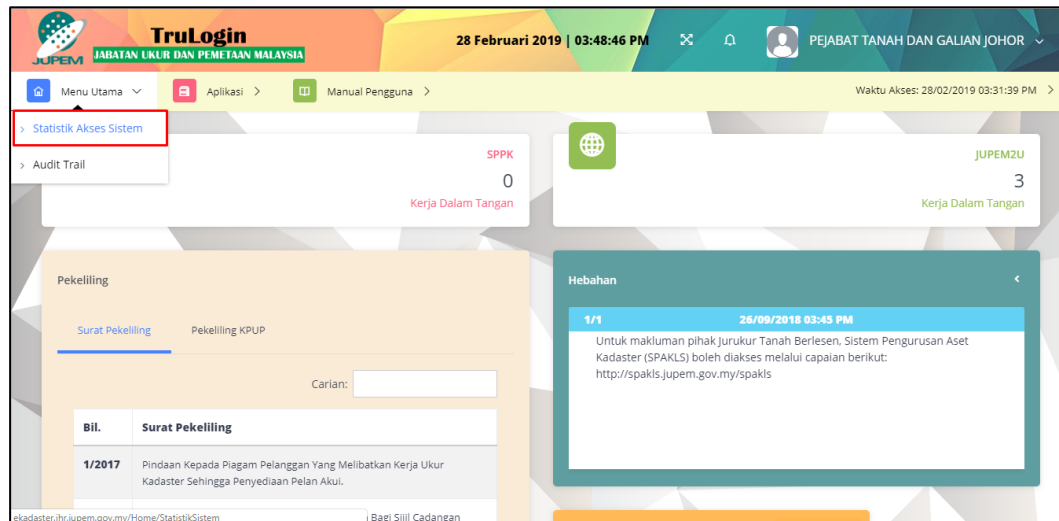 JUPEM
TruLogin
JABATAN UKUR DAN PEMETAAN MALAYSIA
28 Februari 2019 | 03:48:46 PM
PEJABAT TANAH DAN GALIAN JOHOR
Menu Utama
Aplikasi >
Manual Pengguna >
Waktu Akses: 28/02/2019 03:31:39 PM >
> Statistik Akses Sistem
> Audit Trail
SPPK
0
Kerja Dalam Tangan
JUPEM2U
3
Kerja Dalam Tangan
Pekeliling
Surat Pekeliling
Pekeliling KPUP
Carian:
Bil.
Surat Pekeliling
1/2017
Pindaan Kepada Piagam Pelanggan Yang Melibatkan Kerja Ukur
Kadaster Sehingga Penyediaan Pelan Akui.
Bagi Sijil Cadangan
Hebahan
1/1
26/09/2018 03:45 PM
Untuk makluman pihak Jurukur Tanah Berlesen, Sistem Pengurusan Aset
Kadaster (SPAKLS) boleh diakses melalui capaian berikut:
http://spakls.jupem.gov.my/spakls
ekadaster.jhr.jupem.gov.my/Home/StatistikSistem